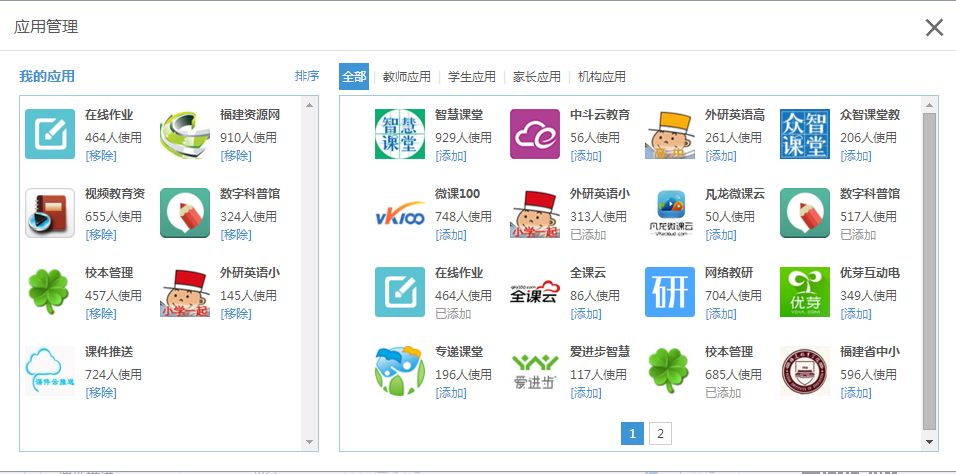 应用管理
我的应用
排序
在线作业
464人使用
[移除]
福建资源网
910人使用
[移除]
视频教育资
655人使用
[移除]
数字科普馆
324人使用
[移除]
校本管理
457人使用
[移除]
小学一起
外研英语小
145人使用
[移除]
课件云推送
课件推送
724人使用
[移除]
全部 | 教师应用 | 学生应用 | 家长应用 | 机构应用
智慧课堂
智慧课堂
929人使用
[添加]
中斗云教育
56人使用
[添加]
高中
外研英语高
261人使用
[添加]
众智课堂
众智课堂教
206人使用
[添加]
vk100
微课100
748人使用
[添加]
小学一起
外研英语小
313人使用
已添加
凡龙微课云
凡龙微课云
50人使用
[添加]
数字科普馆
517人使用
已添加
在线作业
464人使用
已添加
全课云
全课云
86人使用
[添加]
研
网络教研
704人使用
[添加]
优芽
优芽互动电
349人使用
[添加]
专递课堂
196人使用
[添加]
爱进步
爱进步智慧
117人使用
[添加]
校本管理
685人使用
已添加
福建省中小
596人使用
[添加]
1 2